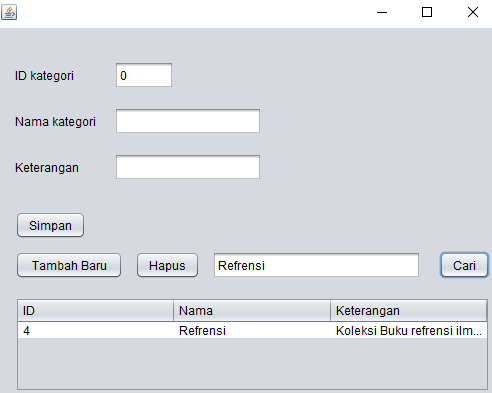 ID kategori 0
Nama kategori
Keterangan
Simpan
Tambah Baru Hapus Refrensi Cari
ID Nama Keterangan
4 Refrensi Koleksi Buku refrensi ilm...